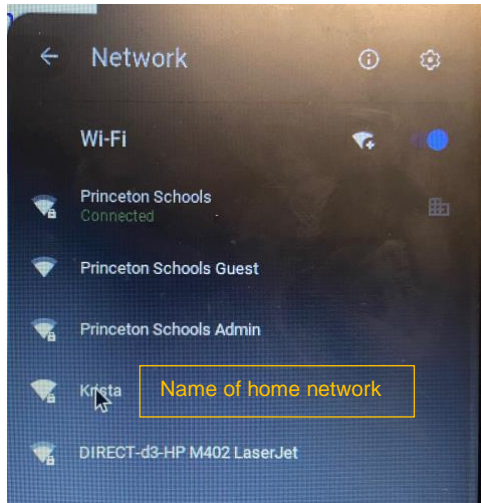 Network
Wi-Fi
Princeton Schools
Connected
Princeton Schools Guest
Princeton Schools Admin
Krista
Name of home network
DIRECT-d3-HP M402 LaserJet